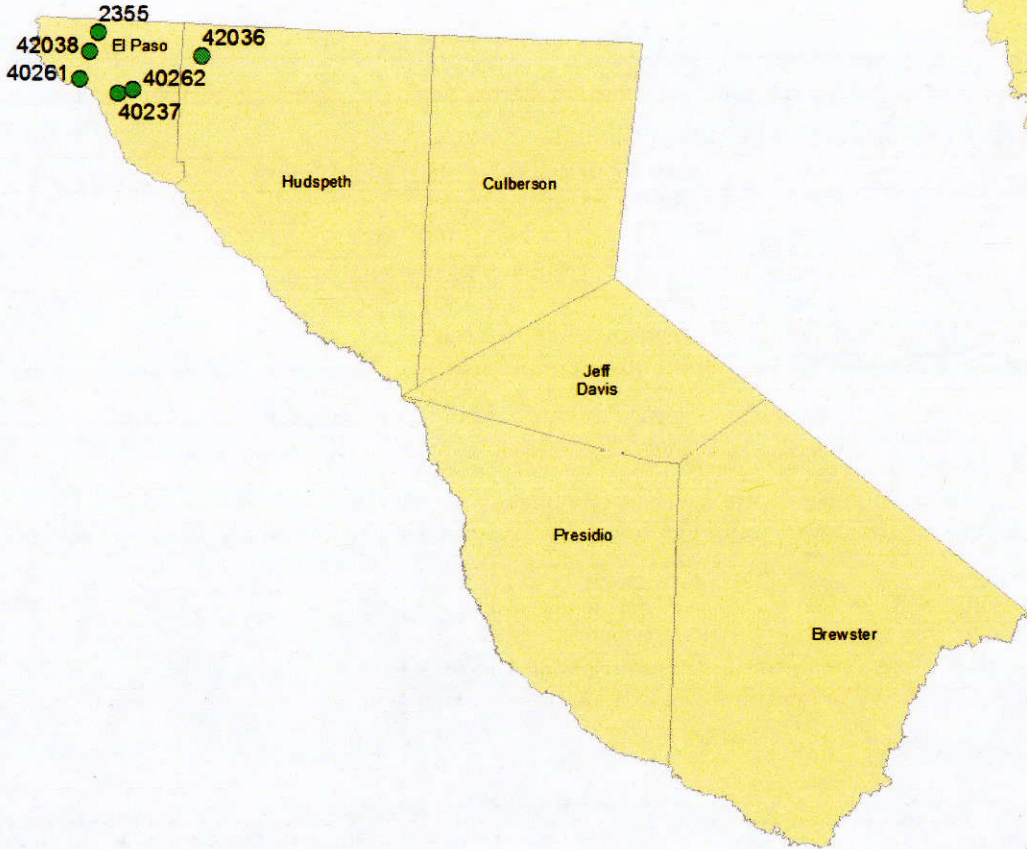 2355
El Paso
42038
42036
40261
40262
40237
Hudspeth
Culberson
Jeff
Davis
Presidio
Brewster